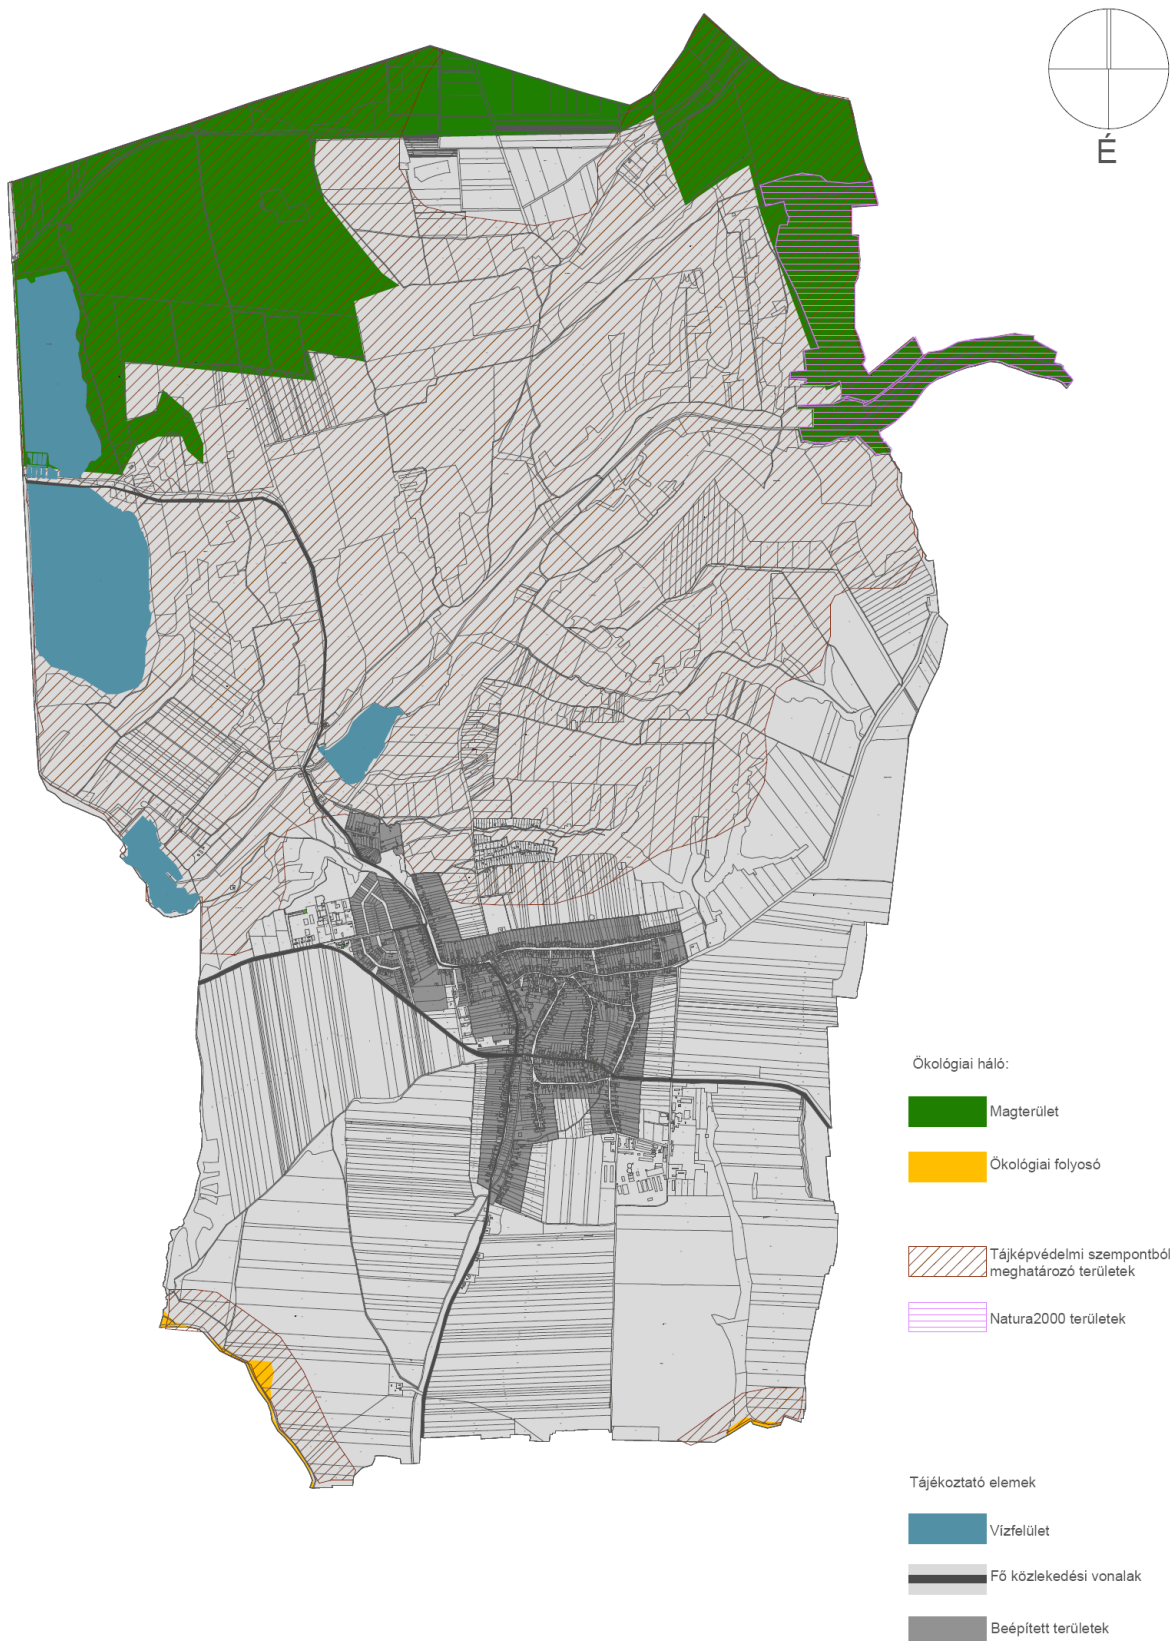 É
Ökológiai háló:
Magterület
Ökológiai folyosó
Tájképvédelmi szempontból
meghatározó területek
Natura2000 területek
Tájékoztató elemek
Vízfelület
Fő közlekedési vonalak
Beépített területek